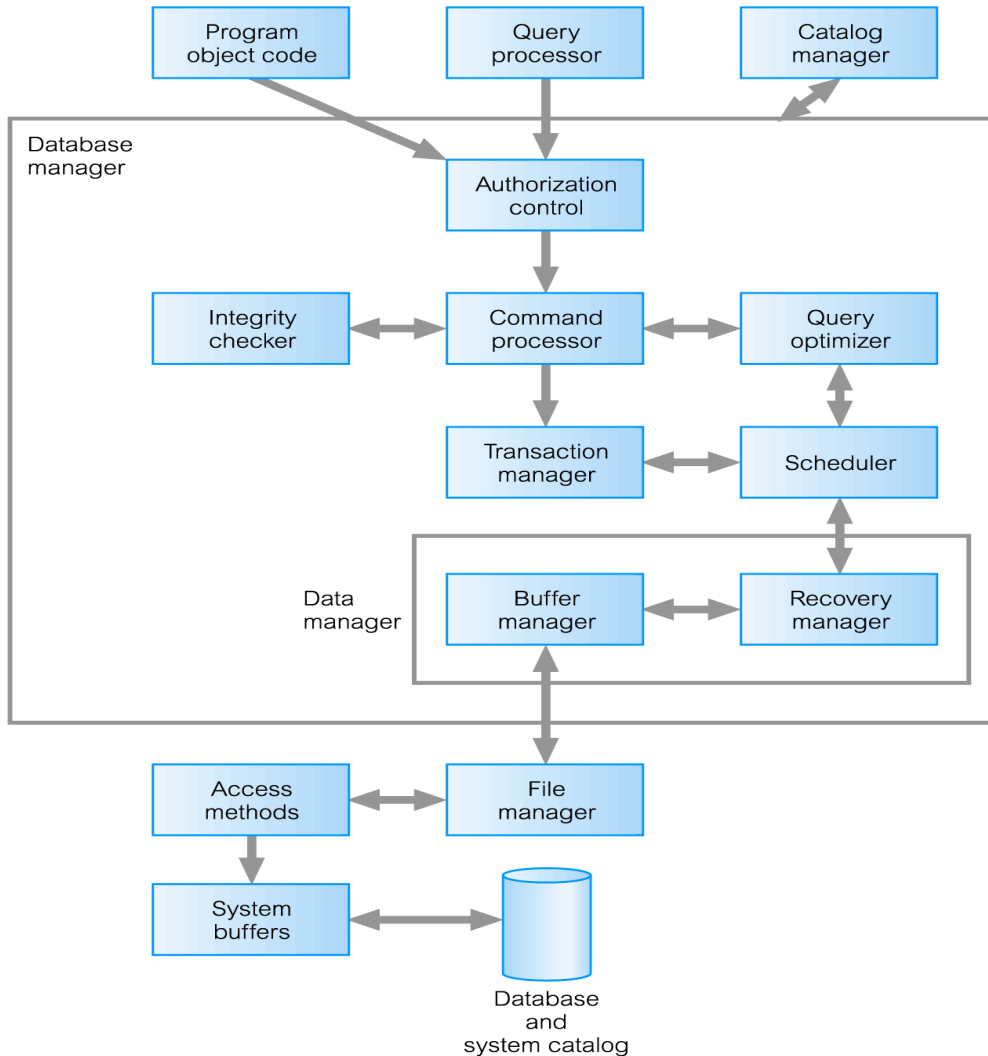 Program
object code
Query
processor
Catalog
manager
Database
manager
Authorization
control
Integrity
checker
Command
processor
Query
optimizer
Transaction
manager
Scheduler
Data
manager
Buffer
manager
Recovery
manager
Access
methods
File
manager
System
buffers
Database
and
system catalog